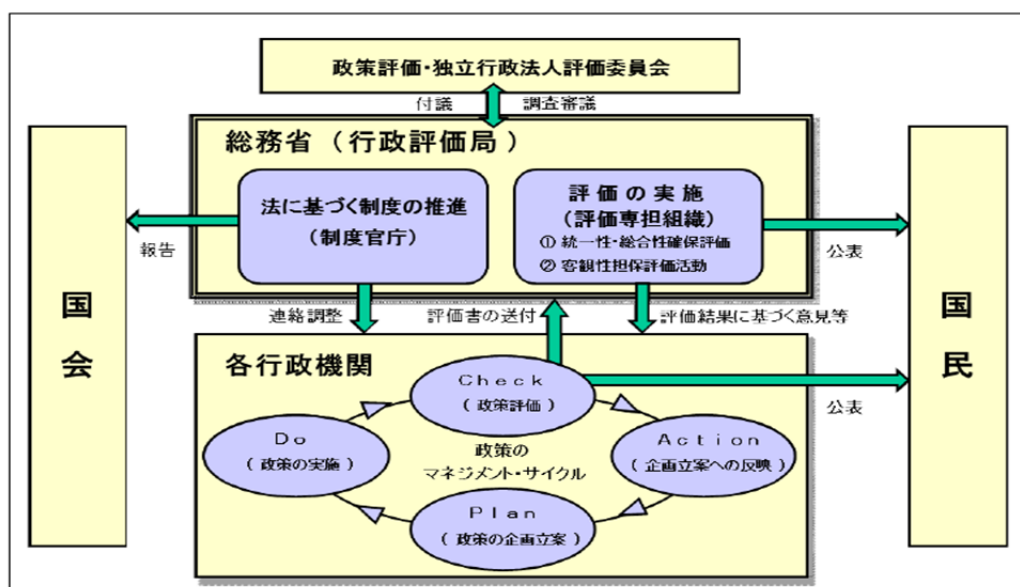 政策評価・独立行政法人評価委員会
付議
調査審議
総務省（行政評価局）
法に基づく制度の推進
（制度官庁）
評価の実施
（評価専担組織）
① 統一性・総合性確保評価
② 客観性担保評価活動
報告
公表
国会
国民
連絡調整
評価書の送付
評価結果に基づく意見等
各行政機関
Check
（政策評価）
公表
Do
（政策の実施）
政策の
マネジメント・サイクル
Action
（企画立案への反映）
Plan
（政策の企画立案）